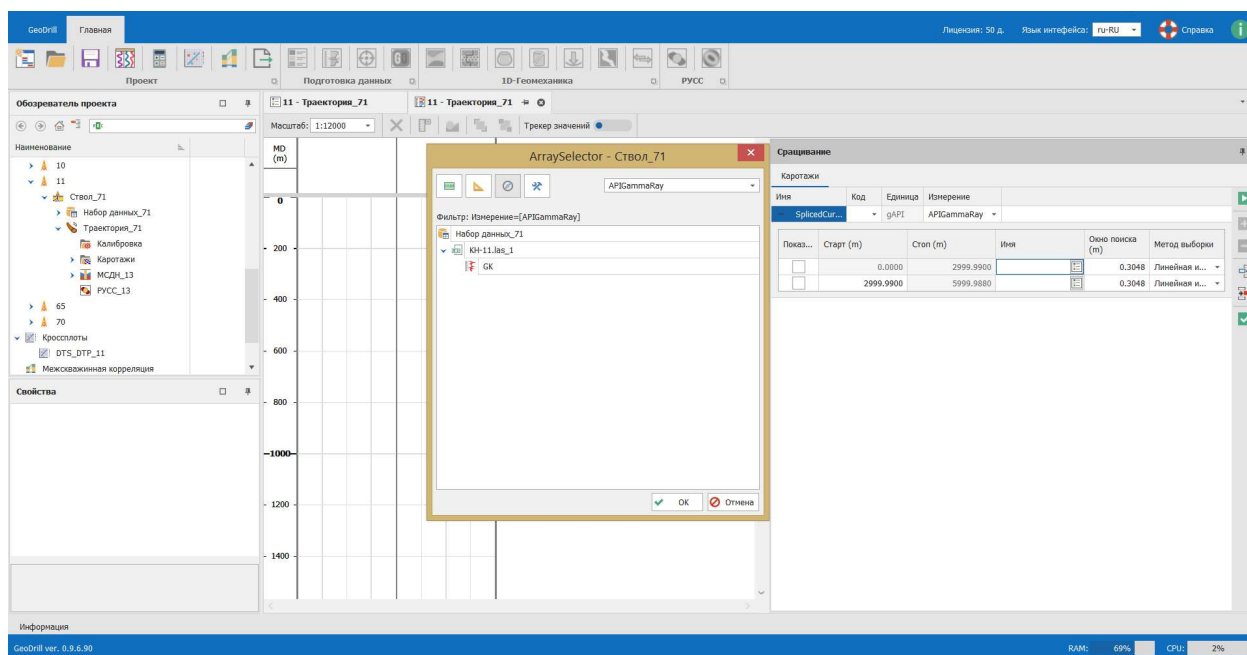 GeoDrill Главная Лицензия: 50 д. Язык интефейса: ru-RU Справка
Проект Подготовка данных 1D-Геомеханика РУСС
Обозреватель проекта
11 - Траектория_71 11 - Траектория_71
Масштаб: 1:12000 Трекер значений
Наименование
10
11
Ствол_71
Набор данных_71
Траектория_71
Калибровка
Каротажи
МСДН_13
РУСС_13
65
70
Кроссплоты
DTS_DTP_11
Межскважинная корреляция
Свойства
MD
(m)
0
200
400
600
800
1000
1200
1400
ArraySelector - Ствол_71
APIGammaRay
Фильтр: Измерение=[APIGammaRay]
Набор данных_71
КН-11.las_1
GK
ОК Отмена
Сращивание
Каротажи
Имя Код Единица Измерение
SplicedCur... gAPI APIGammaRay
Показ... Старт (m) Стоп (m) Имя Окно поиска (m) Метод выборки
0.0000 2999.9900 0.3048 Линейная и...
2999.9900 5999.9880 0.3048 Линейная и...
Информация
GeoDrill ver. 0.9.6.90 RAM: 69% CPU: 2%